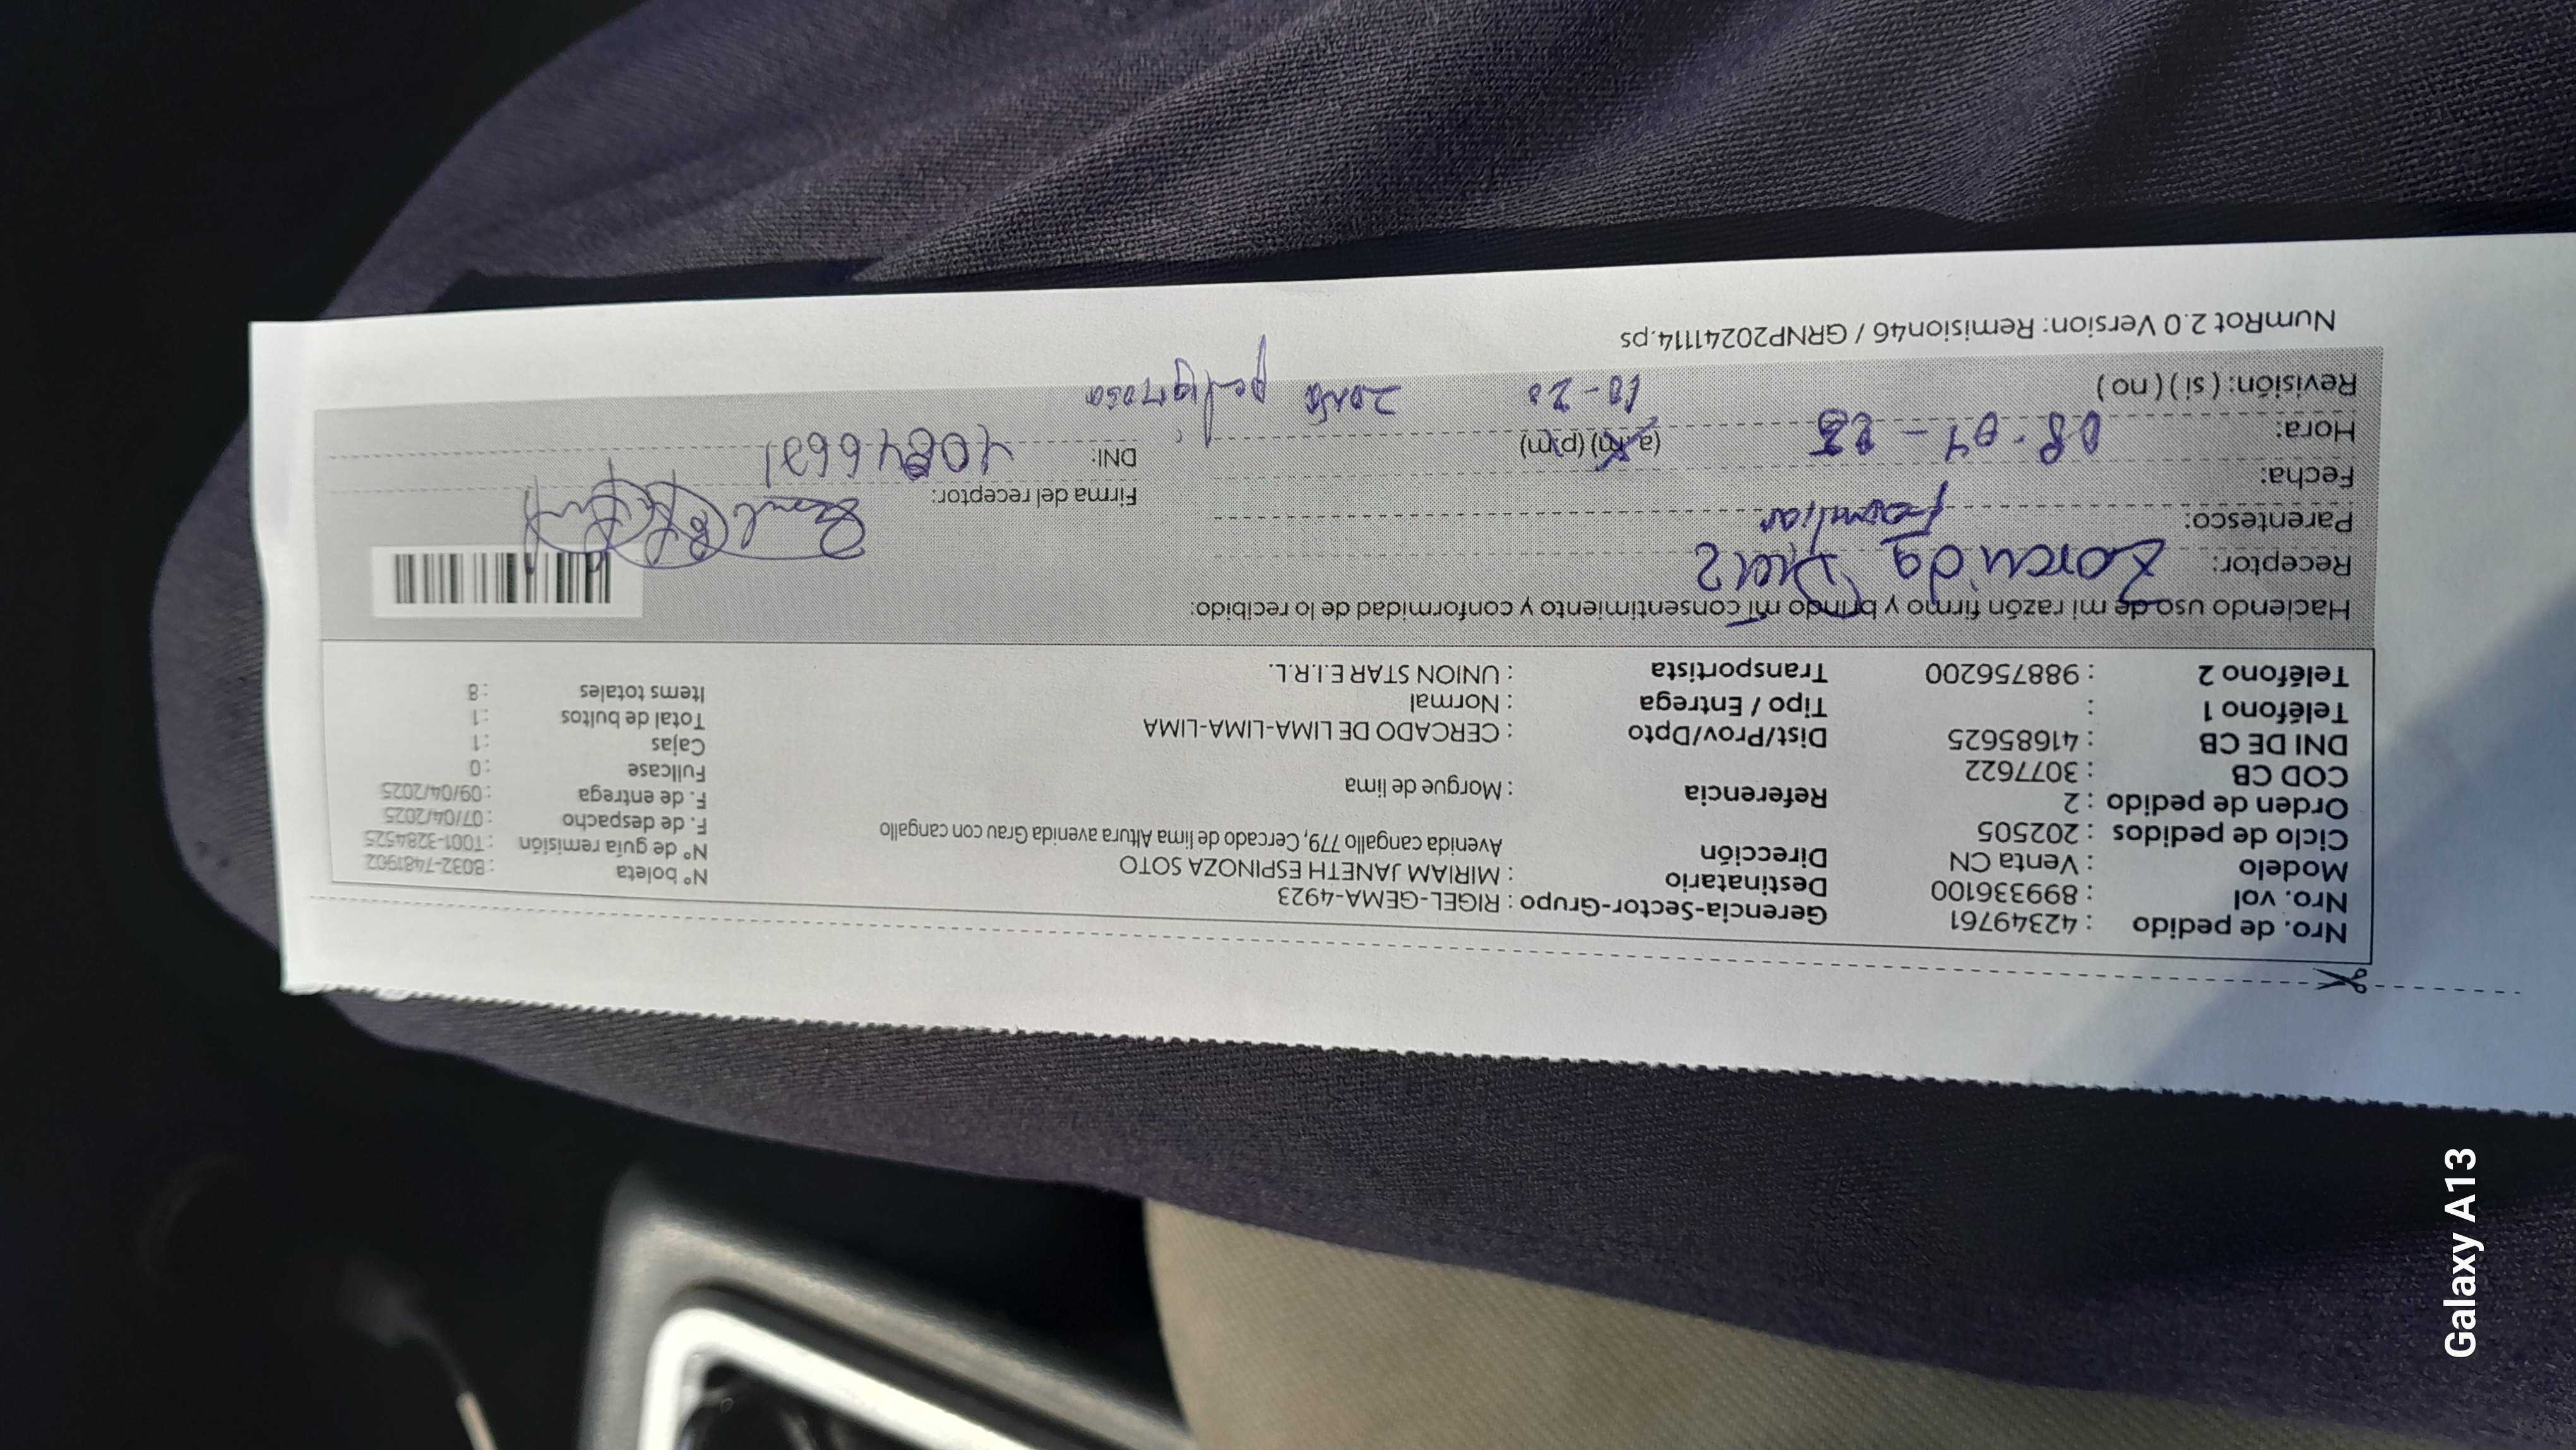 Nro. de pedido : 42349761 Gerencia-Sector-Grupo : RIGEL-GEMA-4923 N° boleta : B032-7481902
Nro. vol : 899336100 Destinatario : MIRIAM JANETH ESPINOZA SOTO N° de guía remisión : T001-3284525
Modelo : Venta CN Dirección Avenida cangallo 779, Cercado de lima Altura avenida Grau con cangallo F. de despacho : 07/04/2025
Ciclo de pedidos : 202505 F. de entrega : 09/04/2025
Orden de pedido : 2 Referencia : Morgue de lima Fullcase : 0
COD CB : 3077622 Cajas : 1
DNI DE CB : 41685625 Dist/Prov/Dpto : CERCADO DE LIMA-LIMA-LIMA Total de bultos : 1
Teléfono 1 : Tipo / Entrega : Normal Items totales : 8
Teléfono 2 : 988756200 Transportista : UNION STAR E.I.R.L.
Haciendo uso de mi razón firmo y brindo mi consentimiento y conformidad de lo recibido:
Receptor: Zoraida Diaz
Parentesco: familiar Firma del receptor:
Fecha: 08-04-25 DNI:
Hora: (a.m) (p.m) 10-20 zona peligrosa
Revisión: ( si ) ( no )
NumRot 2.0 Version: Remision46 / GRNP20241114.ps
Galaxy A13